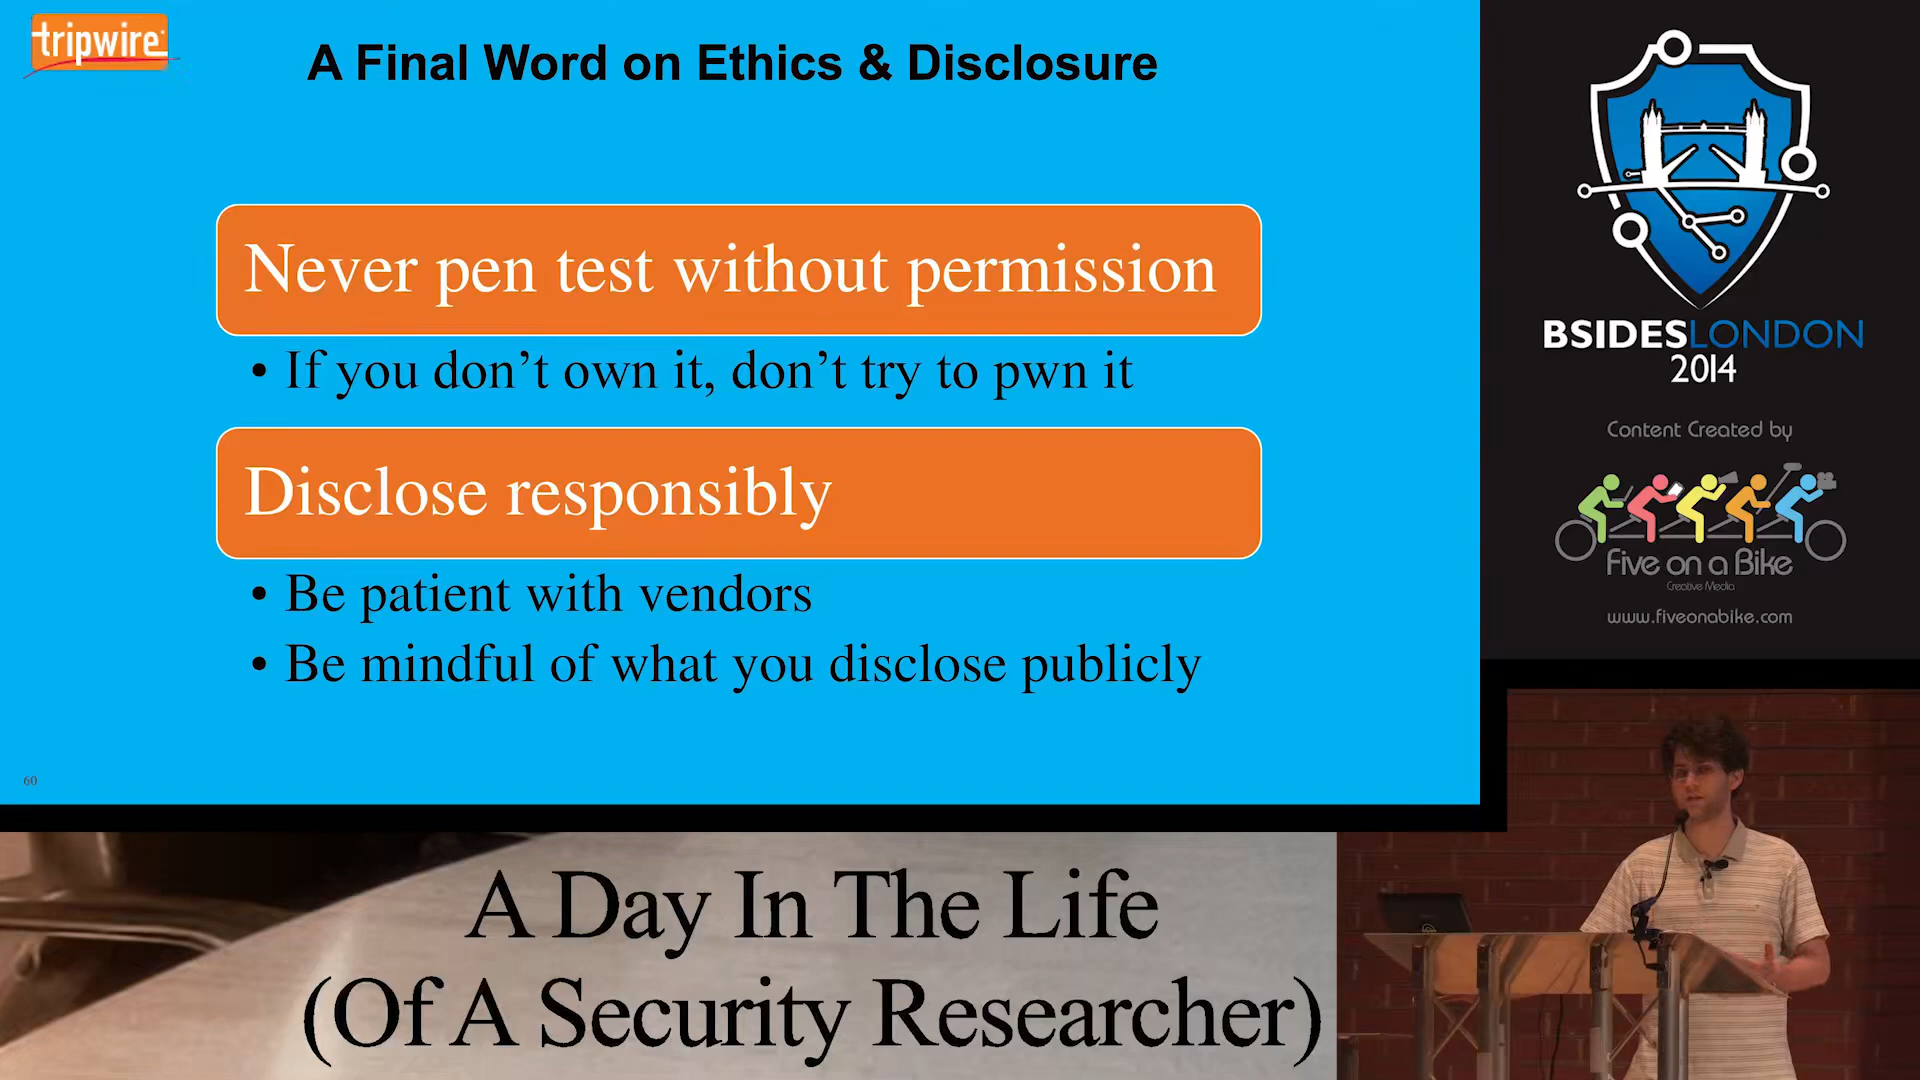 tripwire
A Final Word on Ethics & Disclosure
Never pen test without permission
• If you don’t own it, don’t try to pwn it
Disclose responsibly
• Be patient with vendors
• Be mindful of what you disclose publicly
60
BSIDESLONDON
2014
Content Created by
Five on a Bike
Creative Media
www.fiveonabike.com
A Day In The Life
(Of A Security Researcher)